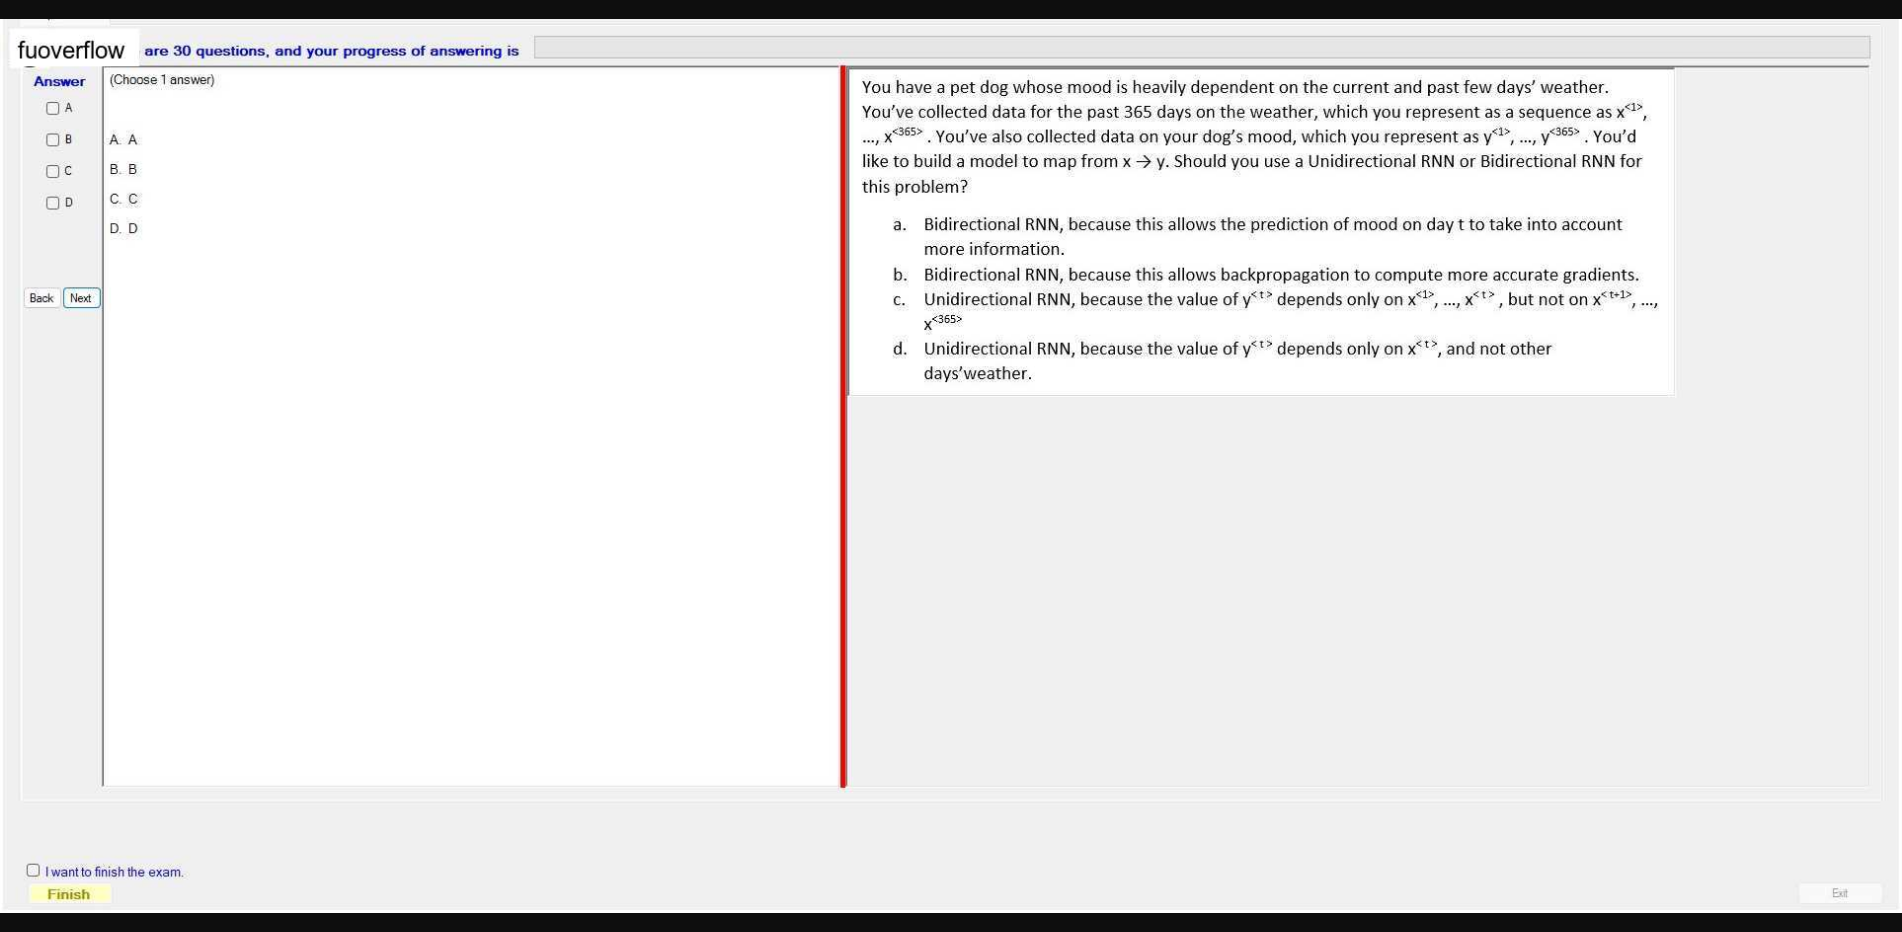 fuoverflow are 30 questions, and your progress of answering is
Answer
(Choose 1 answer)
A
B
C
D
A. A
B. B
C. C
D. D
Back Next
You have a pet dog whose mood is heavily dependent on the current and past few days’ weather.
You’ve collected data for the past 365 days on the weather, which you represent as a sequence as x<1>,
..., x<365> . You’ve also collected data on your dog’s mood, which you represent as y<1>, ..., y<365> . You’d
like to build a model to map from x → y. Should you use a Unidirectional RNN or Bidirectional RNN for
this problem?
a. Bidirectional RNN, because this allows the prediction of mood on day t to take into account
more information.
b. Bidirectional RNN, because this allows backpropagation to compute more accurate gradients.
c. Unidirectional RNN, because the value of y<t> depends only on x<1>, ..., x<t> , but not on x<t+1>, ...,
x<365>
d. Unidirectional RNN, because the value of y<t> depends only on x<t>, and not other
days’weather.
I want to finish the exam.
Finish
Exit